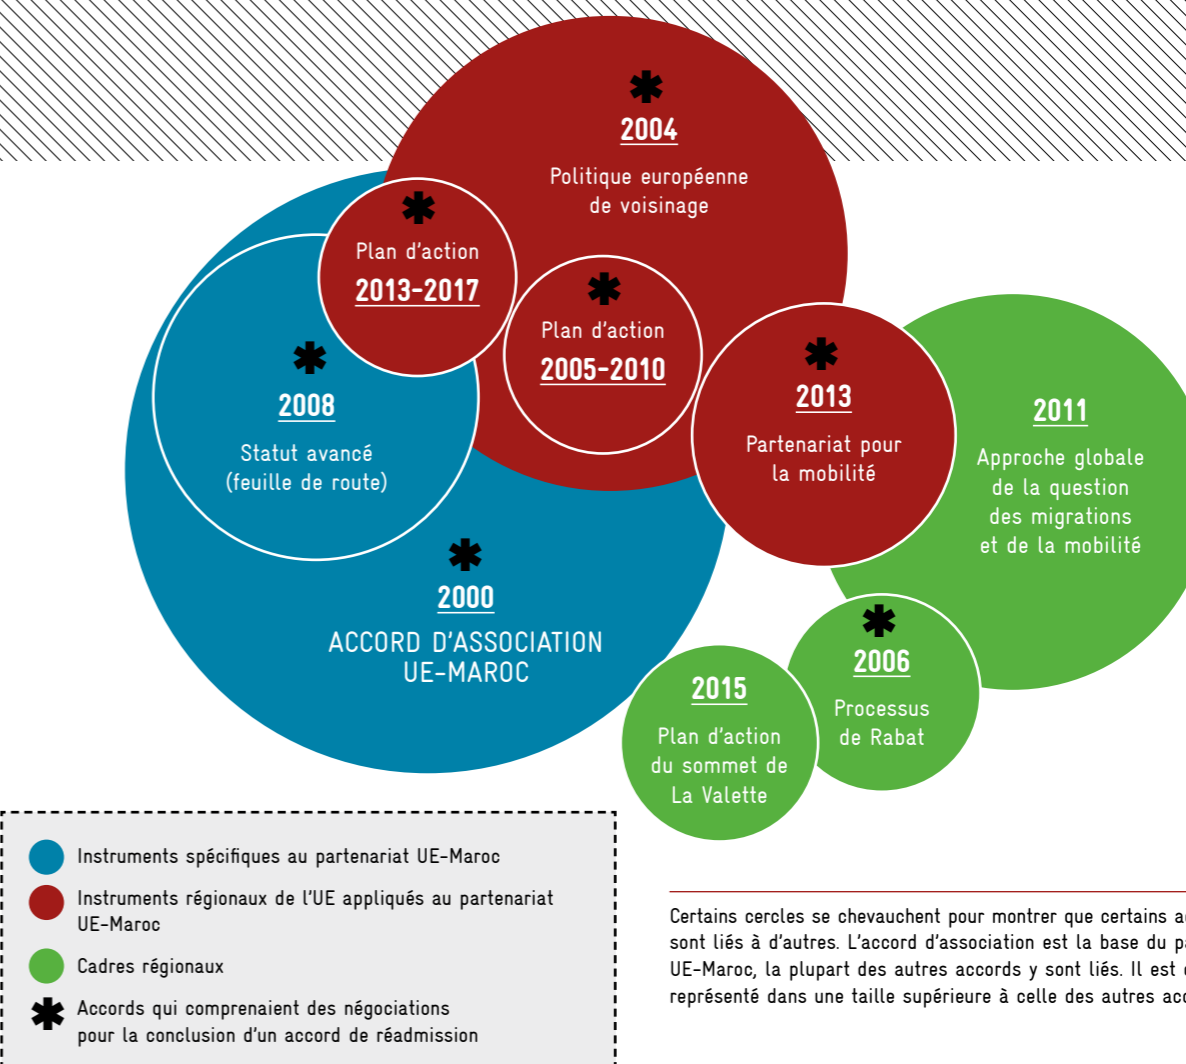 2004
Politique européenne
de voisinage
Plan d'action
2013-2017
Plan d'action
2005-2010
2008
Statut avancé
(feuille de route)
2013
Partenariat pour
la mobilité
2011
Approche globale
de la question
des migrations
et de la mobilité
2000
ACCORD D'ASSOCIATION
UE-MAROC
2006
Processus
de Rabat
2015
Plan d'action
du sommet de
La Valette
Instruments spécifiques au partenariat UE-Maroc
Instruments régionaux de l'UE appliqués au partenariat
UE-Maroc
Cadres régionaux
Accords qui comprenaient des négociations
pour la conclusion d'un accord de réadmission
Certains cercles se chevauchent pour montrer que certains
sont liés à d'autres. L'accord d'association est la base du
UE-Maroc, la plupart des autres accords y sont liés. Il est
représenté dans une taille supérieure à celle des autres